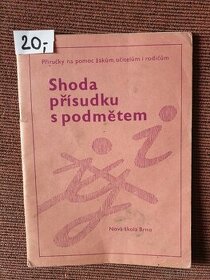 20,-
Příručky na pomoc žákům, učitelům i rodičům
Shoda
přísudku
s podmětem
i
y
Nová škola Brno